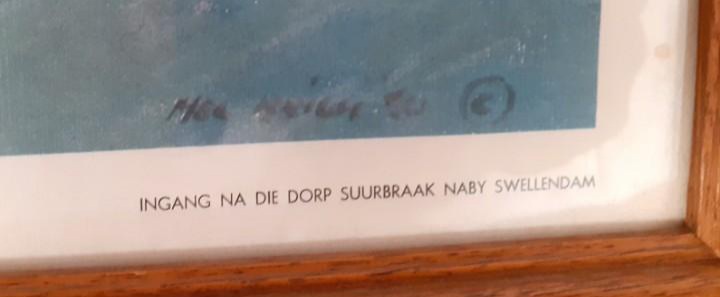 ©
INGANG NA DIE DORP SUURBRAAK NABY SWELLENDAM